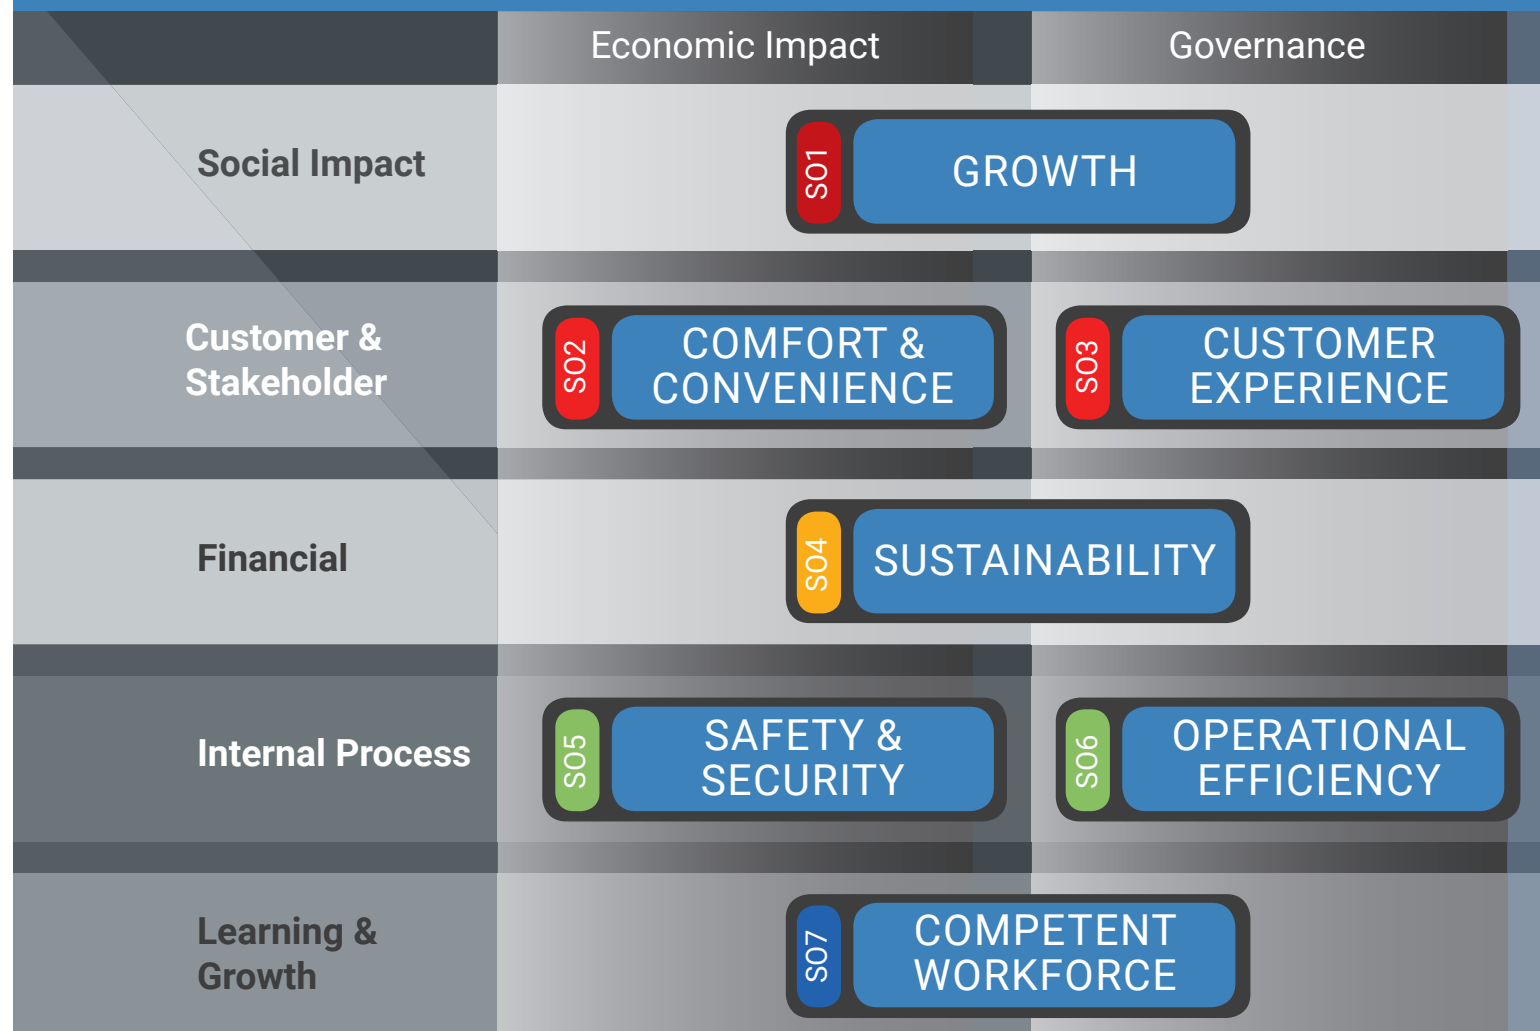 Economic Impact
Governance
Social Impact
SO1
GROWTH
Customer &
Stakeholder
SO2
COMFORT &
CONVENIENCE
SO3
CUSTOMER
EXPERIENCE
Financial
SO4
SUSTAINABILITY
Internal Process
SO5
SAFETY &
SECURITY
SO6
OPERATIONAL
EFFICIENCY
Learning &
Growth
SO7
COMPETENT
WORKFORCE